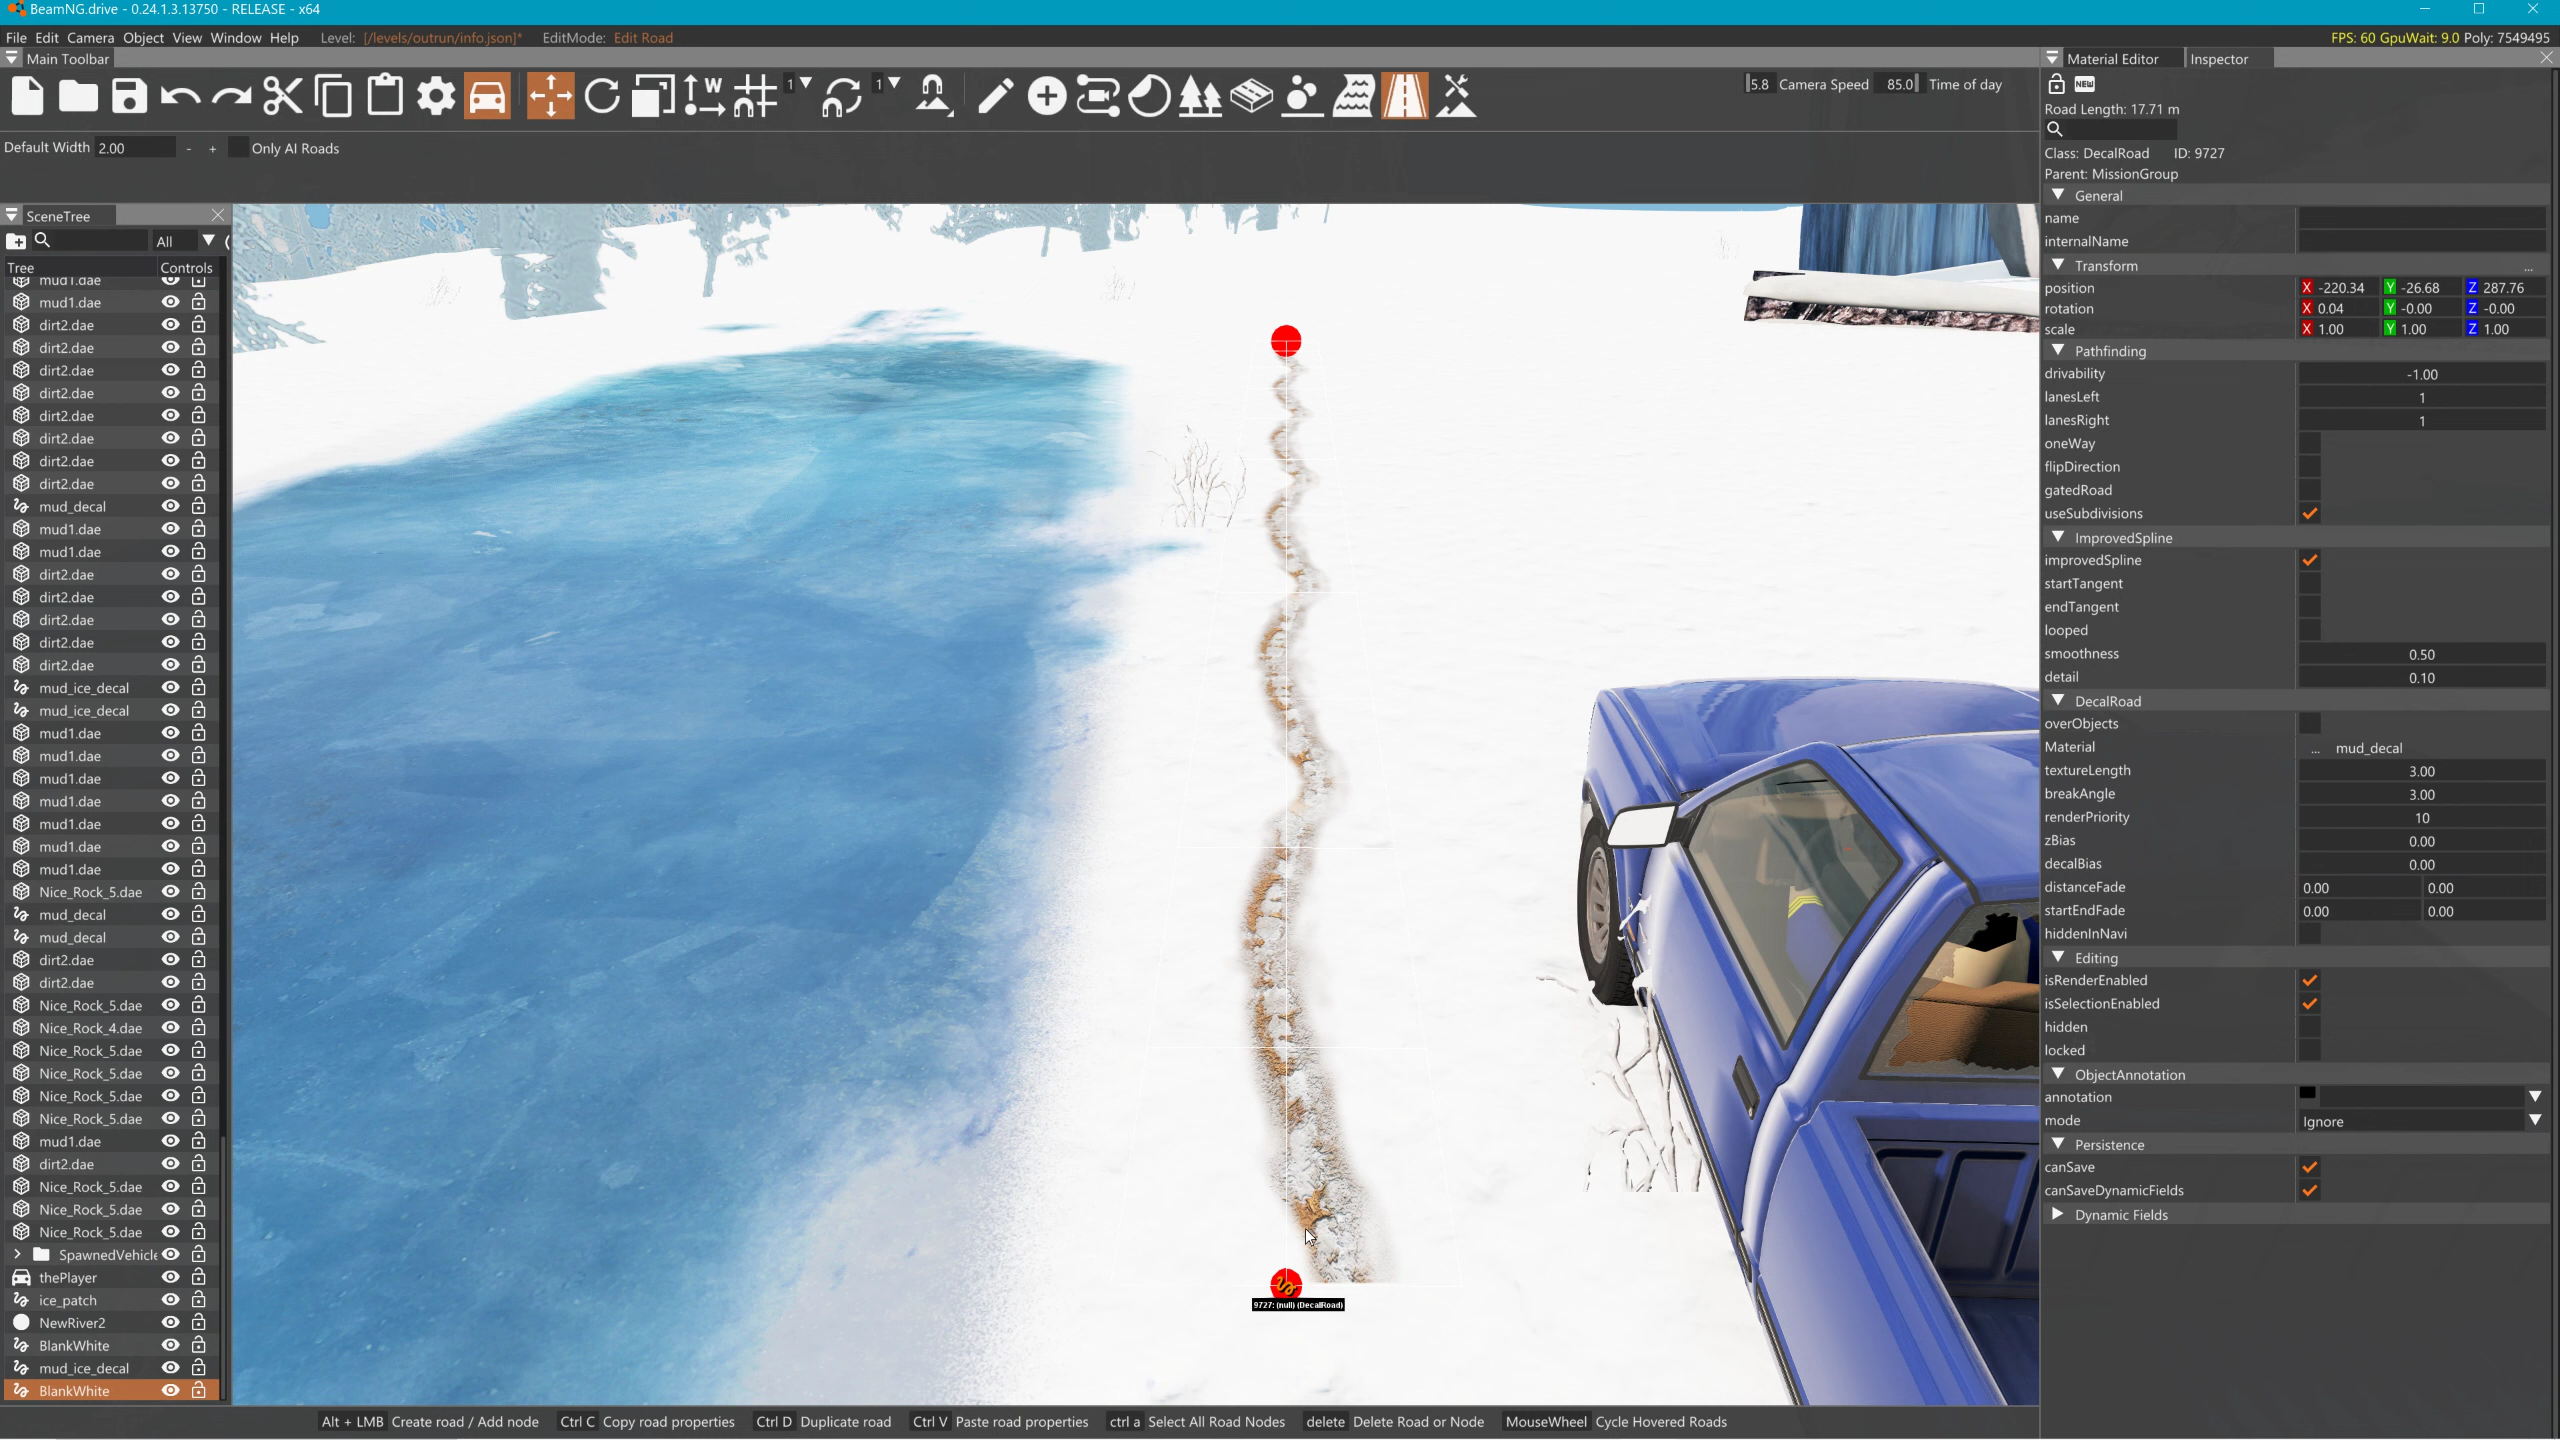 BeamNG.drive - 0.24.1.3.13750 - RELEASE - x64
File Edit Camera Object View Window Help Level: [/levels/outrun/info.json]* EditMode: Edit Road FPS: 60 GpuWait: 9.0 Poly: 7549495
Main Toolbar
W 1 1 5.8 Camera Speed 85.0 Time of day
Default Width 2.00 - + Only AI Roads
SceneTree
All
Tree Controls
mud1.dae
mud1.dae
dirt2.dae
dirt2.dae
dirt2.dae
dirt2.dae
dirt2.dae
dirt2.dae
dirt2.dae
dirt2.dae
mud_decal
mud1.dae
mud1.dae
dirt2.dae
dirt2.dae
dirt2.dae
dirt2.dae
dirt2.dae
mud_ice_decal
mud_ice_decal
mud1.dae
mud1.dae
mud1.dae
mud1.dae
mud1.dae
mud1.dae
mud1.dae
Nice_Rock_5.dae
mud_decal
mud_decal
dirt2.dae
dirt2.dae
Nice_Rock_5.dae
Nice_Rock_4.dae
Nice_Rock_5.dae
Nice_Rock_5.dae
Nice_Rock_5.dae
Nice_Rock_5.dae
mud1.dae
dirt2.dae
Nice_Rock_5.dae
Nice_Rock_5.dae
Nice_Rock_5.dae
SpawnedVehicle
thePlayer
ice_patch
NewRiver2
BlankWhite
mud_ice_decal
BlankWhite
9727: (null) (DecalRoad)
Material Editor Inspector
NEW
Road Length: 17.71 m
Class: DecalRoad ID: 9727
Parent: MissionGroup
General
name
internalName
Transform ...
position X -220.34 Y -26.68 Z 287.76
rotation X 0.04 Y -0.00 Z -0.00
scale X 1.00 Y 1.00 Z 1.00
Pathfinding
drivability -1.00
lanesLeft 1
lanesRight 1
oneWay
flipDirection
gatedRoad
useSubdivisions
ImprovedSpline
improvedSpline
startTangent
endTangent
looped
smoothness 0.50
detail 0.10
DecalRoad
overObjects
Material ... mud_decal
textureLength 3.00
breakAngle 3.00
renderPriority 10
zBias 0.00
decalBias 0.00
distanceFade 0.00 0.00
startEndFade 0.00 0.00
hiddenInNavi
Editing
isRenderEnabled
isSelectionEnabled
hidden
locked
ObjectAnnotation
annotation
mode Ignore
Persistence
canSave
canSaveDynamicFields
Dynamic Fields
Alt + LMB Create road / Add node Ctrl C Copy road properties Ctrl D Duplicate road Ctrl V Paste road properties ctrl a Select All Road Nodes delete Delete Road or Node MouseWheel Cycle Hovered Roads